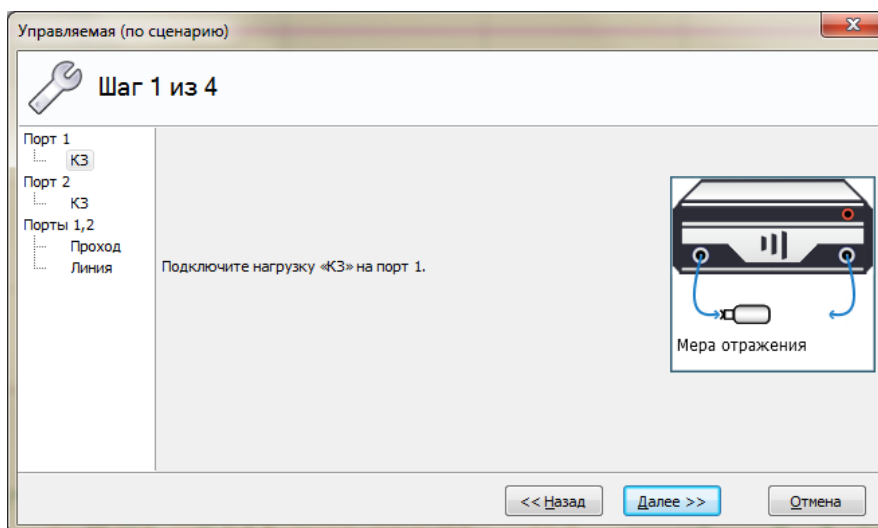 Управляемая (по сценарию)
Шаг 1 из 4
Порт 1
КЗ
Порт 2
КЗ
Порты 1,2
Проход
Линия
Подключите нагрузку «КЗ» на порт 1.
Мера отражения
<< Назад
Далее >>
Отмена